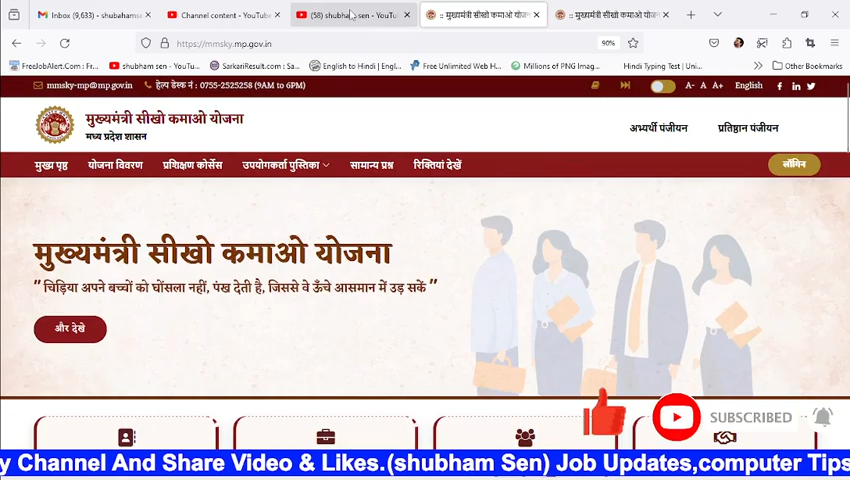 Inbox (9,633) - shubahamse
Channel content - YouTube
(58) shubham sen - YouTu
:: मुख्यमंत्री सीखो कमाओ योजन
:: मुख्यमंत्री सीखो कमाओ योजन
https://mmsky.mp.gov.in
90%
FreeJobAlert.Com | F...
shubham sen - YOU...
SarkariResult.com : Sa...
English to Hindi | Engl...
Free Unlimited Web H...
Millions of PNG Imag...
Hindi Typing Test | Uni...
Other Bookmarks
mmsky-mp@mp.gov.in
हेल्प डेस्क नं : 0755-2525258 (9AM to 6PM)
A- A A+
English
मुख्यमंत्री सीखो कमाओ योजना
मध्य प्रदेश शासन
अभ्यर्थी पंजीयन
प्रतिष्ठान पंजीयन
मुख्य पृष्ठ
योजना विवरण
प्रशिक्षण कोर्सेस
उपयोगकर्ता पुस्तिका
सामान्य प्रश्न
रिक्तियां देखें
लॉगिन
मुख्यमंत्री सीखो कमाओ योजना
" चिड़िया अपने बच्चों को घोंसला नहीं, पंख देती है, जिससे वे ऊँचे आसमान में उड़ सकें "
और देखे
SUBSCRIBED
y Channel And Share Video & Likes.(shubham Sen) Job Updates,computer Tips